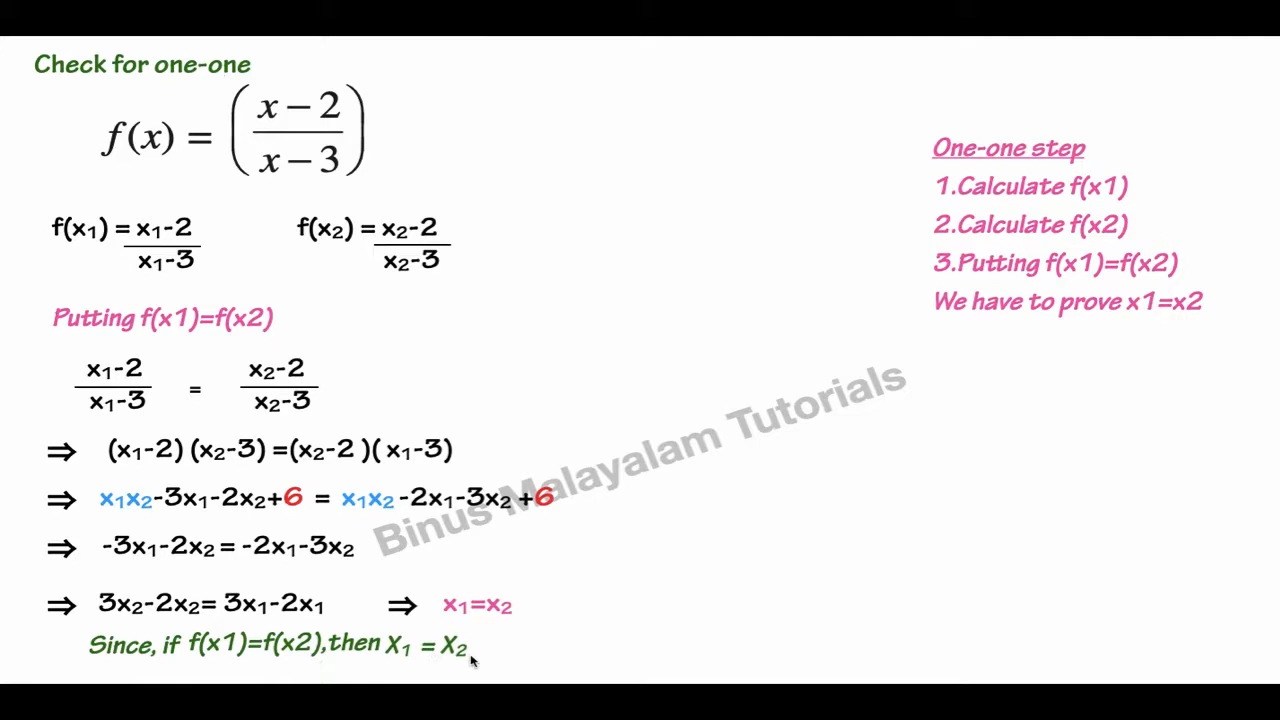 Check for one-one
f(x) = (x − 2 / x − 3)
f(x₁) = x₁-2 / x₁-3    f(x₂) = x₂-2 / x₂-3
Putting f(x1)=f(x2)
x₁-2 / x₁-3 = x₂-2 / x₂-3
⇒ (x₁-2) (x₂-3) =(x₂-2 )( x₁-3)
⇒ x₁x₂-3x₁-2x₂+6 = x₁x₂ -2x₁-3x₂ +6
⇒ -3x₁-2x₂ = -2x₁-3x₂
⇒ 3x₂-2x₂= 3x₁-2x₁ ⇒ x₁=x₂
Since, if f(x1)=f(x2),then X₁ = X₂
One-one step
1.Calculate f(x1)
2.Calculate f(x2)
3.Putting f(x1)=f(x2)
We have to prove x1=x2
Binus Malayalam Tutorials